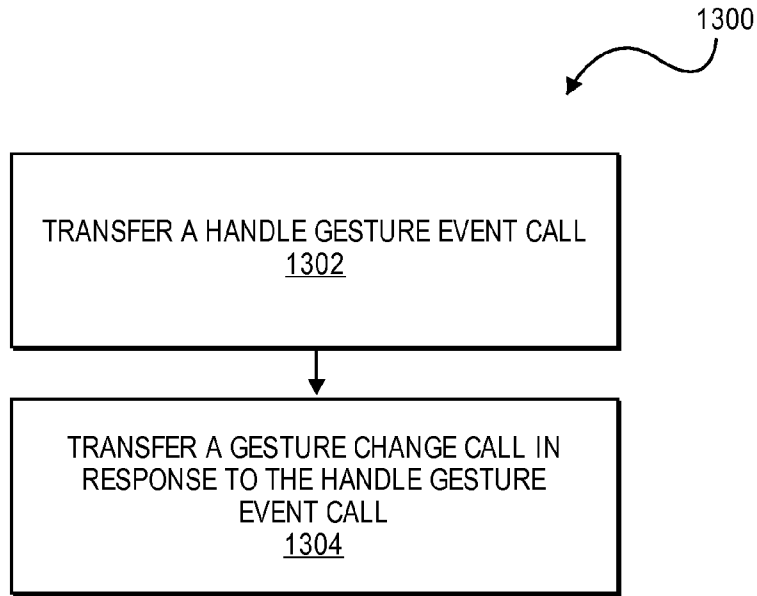 1300
TRANSFER A HANDLE GESTURE EVENT CALL
1302
TRANSFER A GESTURE CHANGE CALL IN
RESPONSE TO THE HANDLE GESTURE
EVENT CALL
1304